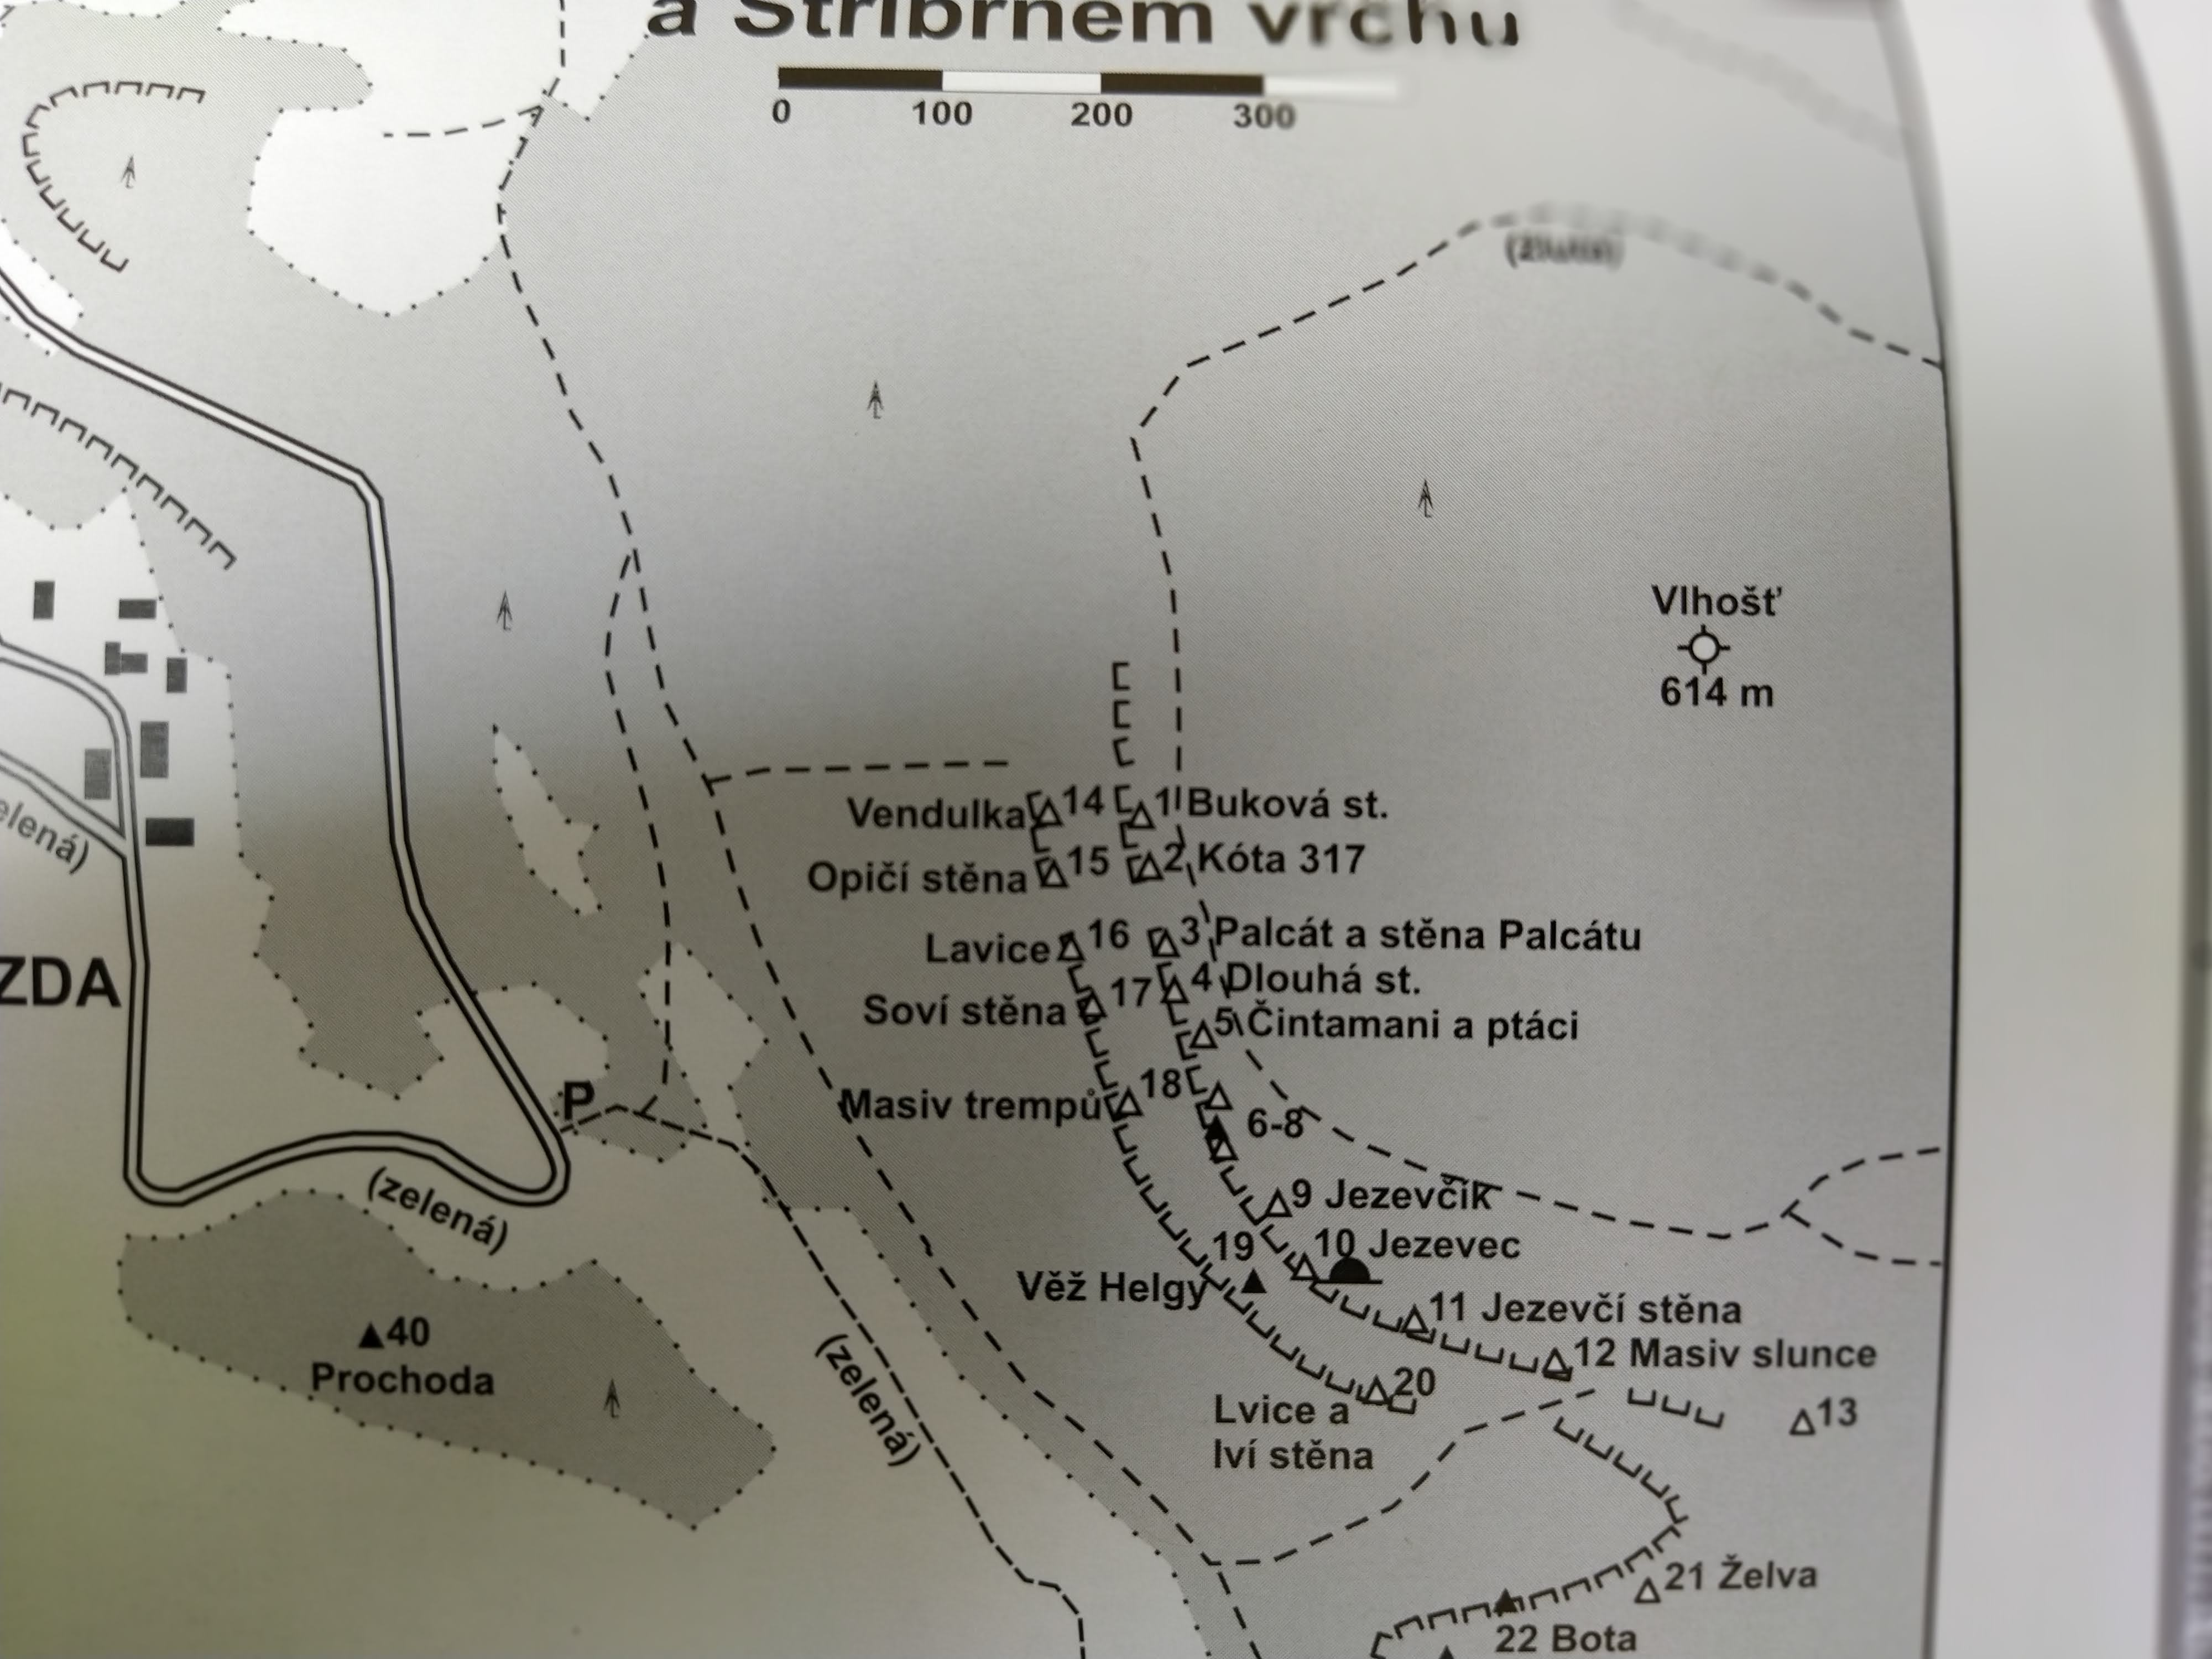 a Stříbrném vrchu
0 100 200 300
(zelená)
Vlhošť
614 m
ZDA
Vendulka 14 1 Buková st.
Opičí stěna 15 2 Kóta 317
Lavice 16 3 Palcát a stěna Palcátu
Soví stěna 17 4 Dlouhá st.
5 Čintamani a ptáci
P
Masiv trempů 18 6-8
(zelená)
9 Jezevčík
Věž Helgy 19 10 Jezevec
40
Prochoda
11 Jezevčí stěna
12 Masiv slunce
(zelená)
Lvice a 20
lví stěna
13
21 Želva
22 Bota